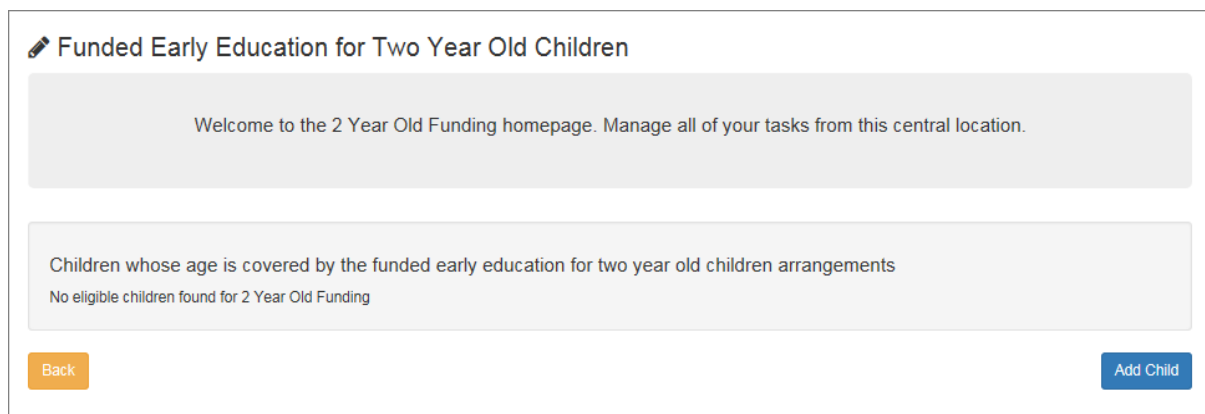 Funded Early Education for Two Year Old Children
Welcome to the 2 Year Old Funding homepage. Manage all of your tasks from this central location.
Children whose age is covered by the funded early education for two year old children arrangements
No eligible children found for 2 Year Old Funding
Back
Add Child